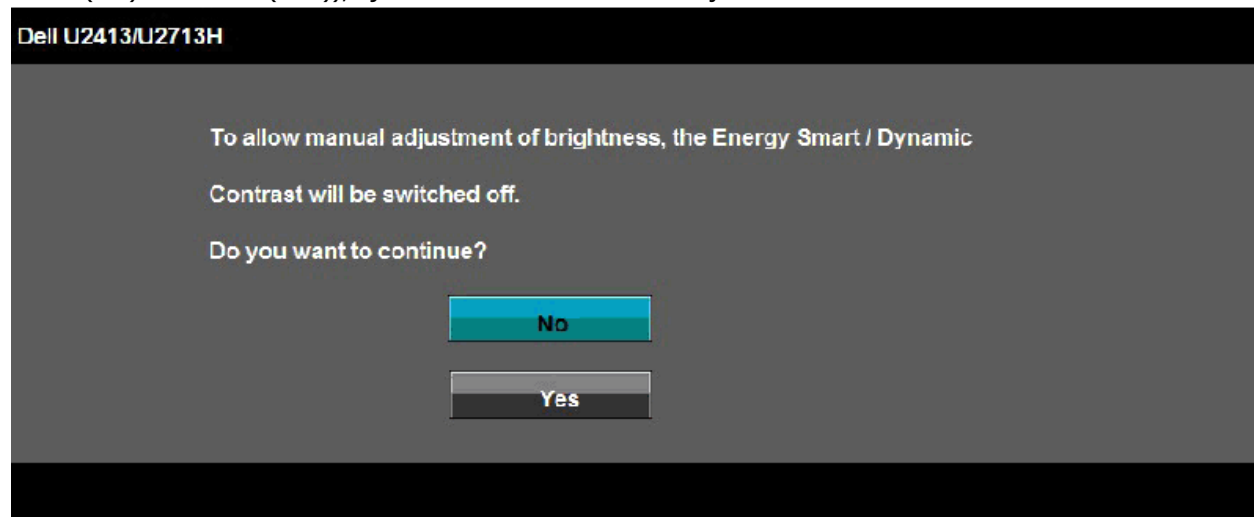 Dell U2413/U2713H
To allow manual adjustment of brightness, the Energy Smart / Dynamic
Contrast will be switched off.
Do you want to continue?
No
Yes